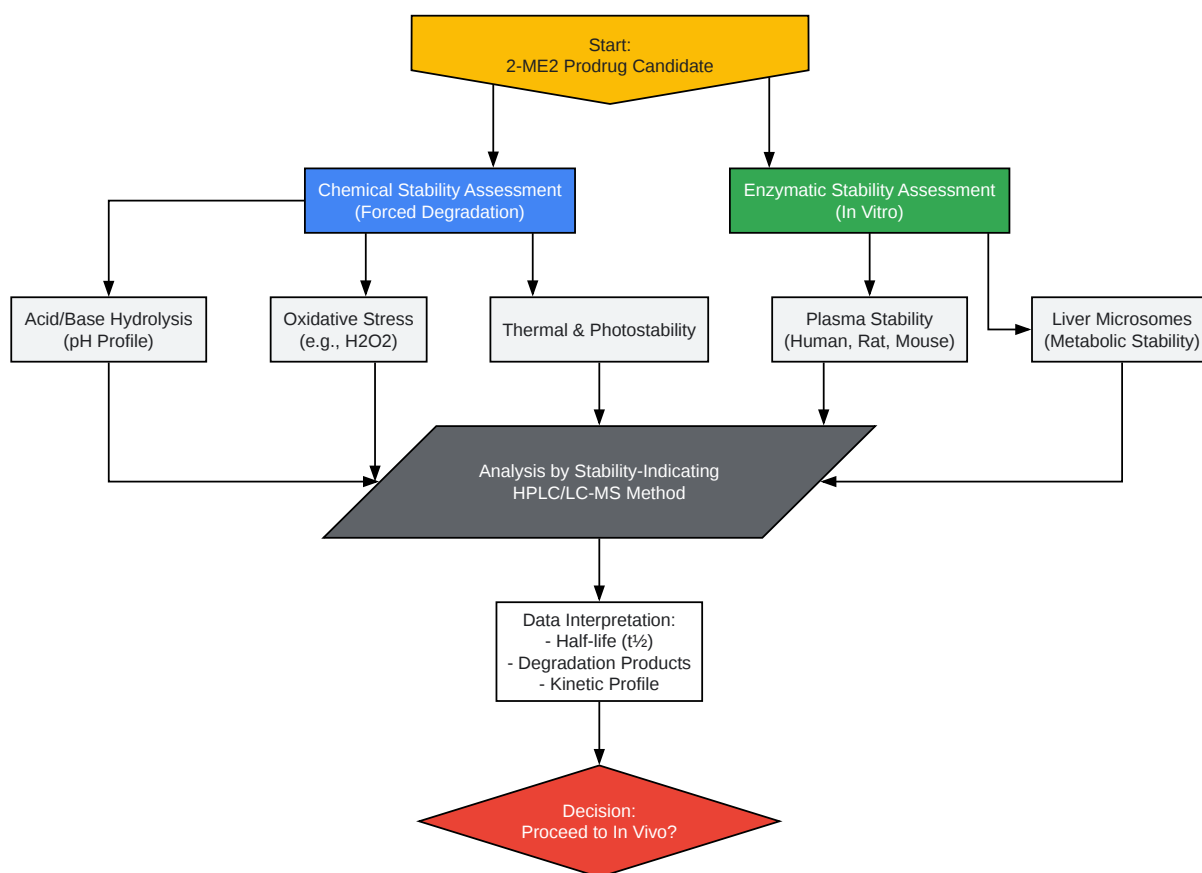 Start:
2-ME2 Prodrug Candidate
Chemical Stability Assessment
(Forced Degradation)
Enzymatic Stability Assessment
(In Vitro)
Acid/Base Hydrolysis
(pH Profile)
Oxidative Stress
(e.g., H2O2)
Thermal & Photostability
Plasma Stability
(Human, Rat, Mouse)
Liver Microsomes
(Metabolic Stability)
Analysis by Stability-Indicating
HPLC/LC-MS Method
Data Interpretation:
- Half-life (t½)
- Degradation Products
- Kinetic Profile
Decision:
Proceed to In Vivo?